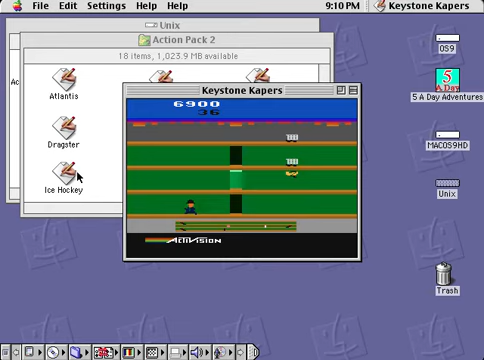 File Edit Settings Help Help 9:10 PM Keystone Kapers
Unix
Action Pack 2
18 items, 1,023.9 MB available
Keystone Kapers
Atlantis
Dragster
Ice Hockey
6900
36
ACTIVISION
OS9
5
A Day
5 A Day Adventures
MACOS9HD
Unix
Trash